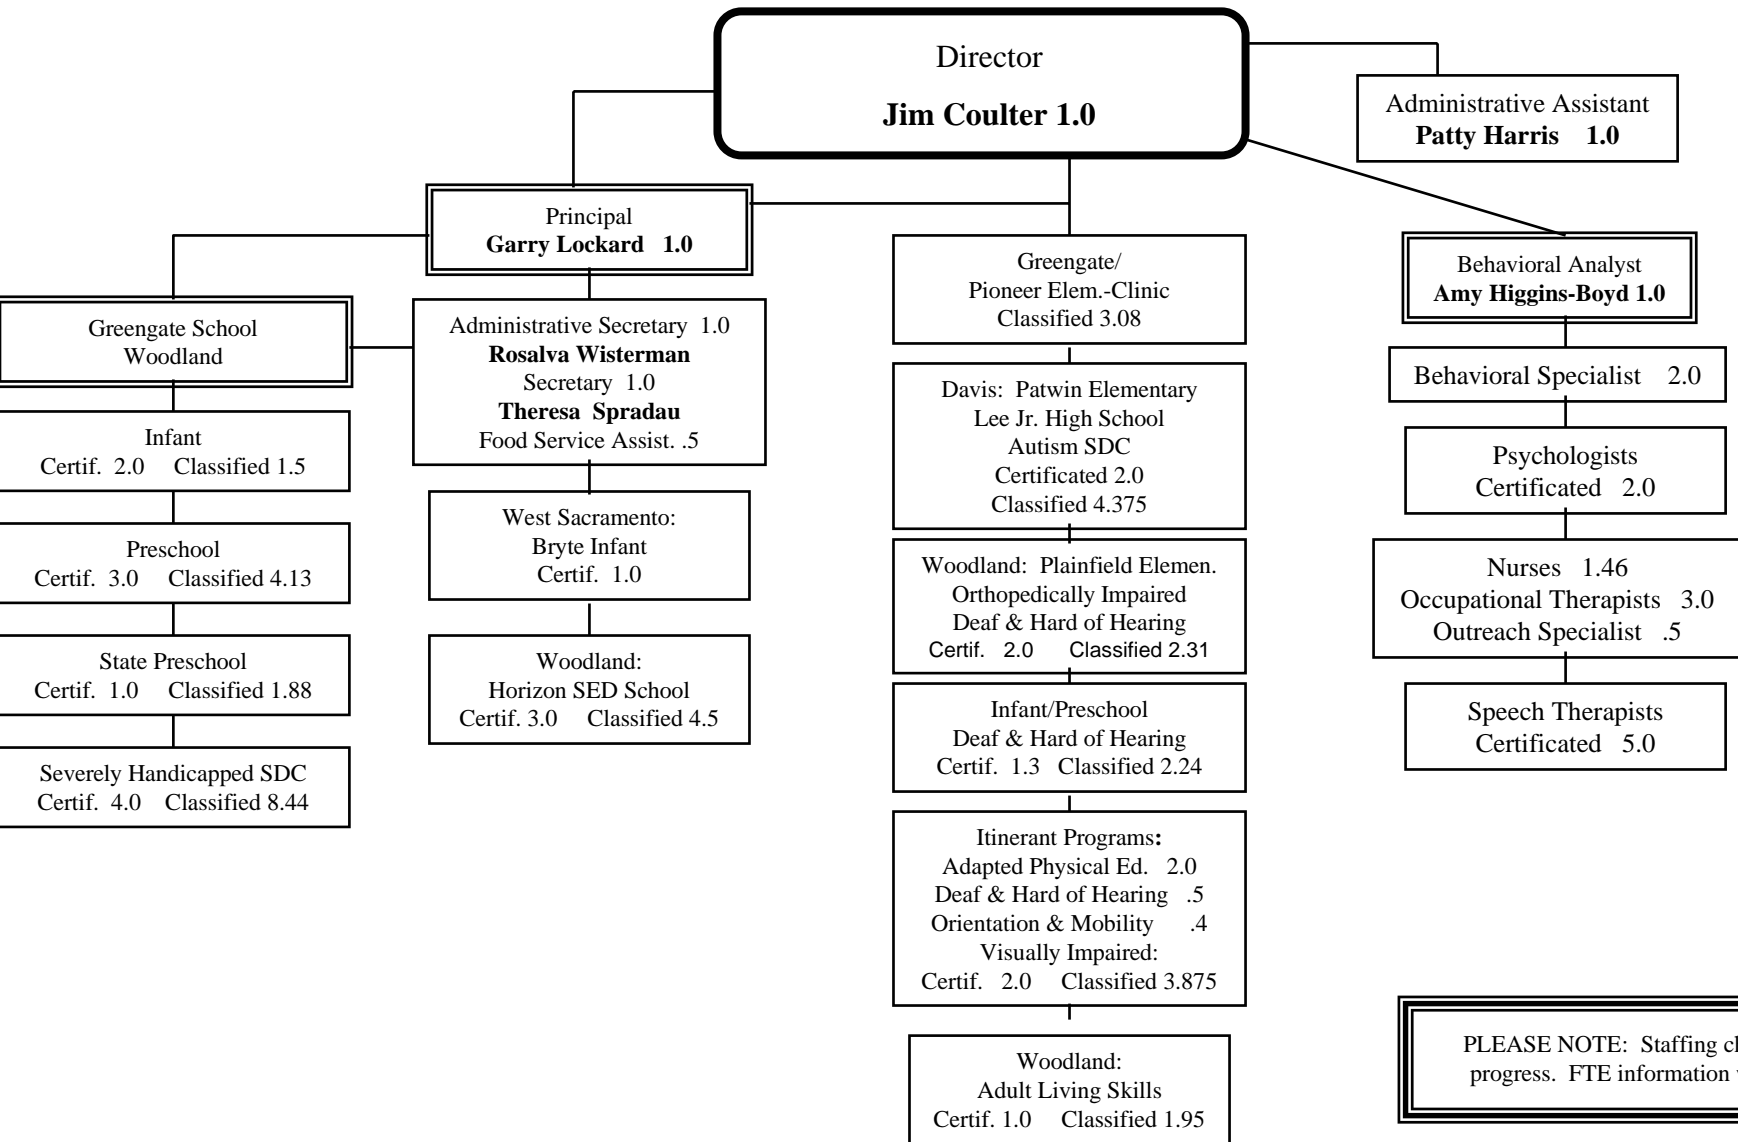 Director
Jim Coulter 1.0
Administrative Assistant
Patty Harris 1.0
Principal
Garry Lockard 1.0
Greengate School
Woodland
Infant
Certif. 2.0 Classified 1.5
Preschool
Certif. 3.0 Classified 4.13
State Preschool
Certif. 1.0 Classified 1.88
Severely Handicapped SDC
Certif. 4.0 Classified 8.44
Administrative Secretary 1.0
Rosalva Wisterman
Secretary 1.0
Theresa Spradau
Food Service Assist. .5
West Sacramento:
Bryte Infant
Certif. 1.0
Woodland:
Horizon SED School
Certif. 3.0 Classified 4.5
Greengate/
Pioneer Elem.-Clinic
Classified 3.08
Davis: Patwin Elementary
Lee Jr. High School
Autism SDC
Certificated 2.0
Classified 4.375
Woodland: Plainfield Elemen.
Orthopedically Impaired
Deaf & Hard of Hearing
Certif. 2.0 Classified 2.31
Infant/Preschool
Deaf & Hard of Hearing
Certif. 1.3 Classified 2.24
Itinerant Programs:
Adapted Physical Ed. 2.0
Deaf & Hard of Hearing .5
Orientation & Mobility .4
Visually Impaired:
Certif. 2.0 Classified 3.875
Woodland:
Adult Living Skills
Certif. 1.0 Classified 1.95
Behavioral Analyst
Amy Higgins-Boyd 1.0
Behavioral Specialist 2.0
Psychologists
Certificated 2.0
Nurses 1.46
Occupational Therapists 3.0
Outreach Specialist .5
Speech Therapists
Certificated 5.0
PLEASE NOTE: Staffing
progress. FTE information